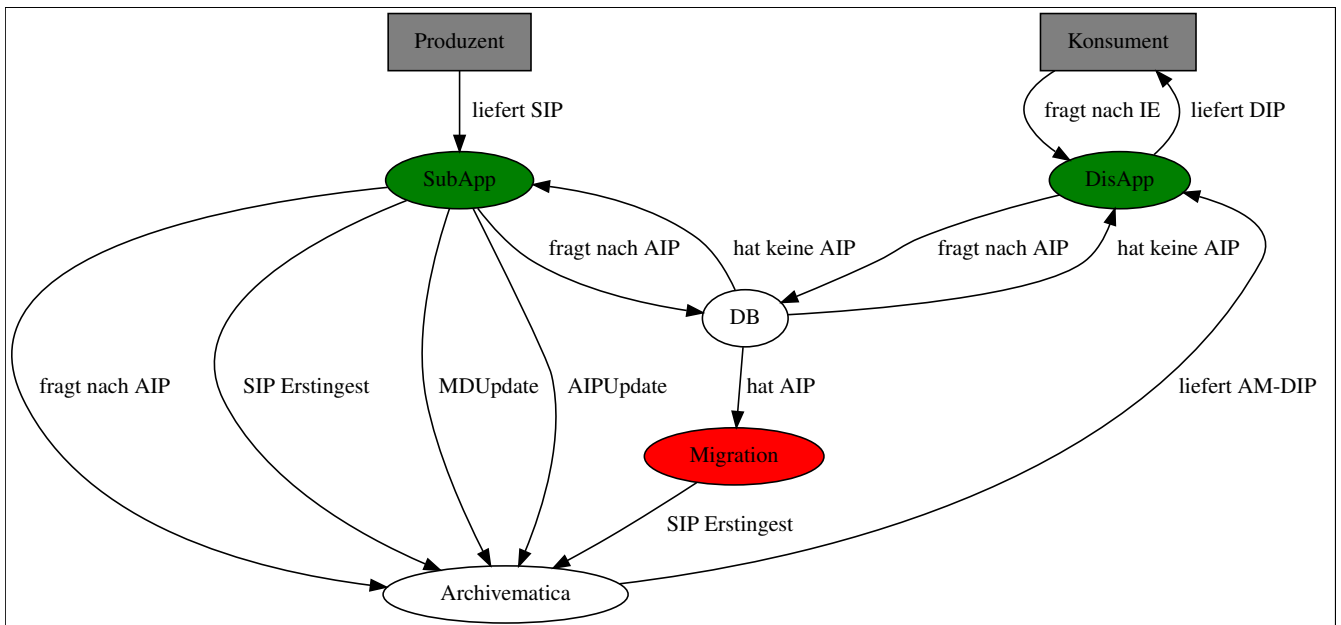 Produzent
Konsument
liefert SIP
fragt nach IE
liefert DIP
SubApp
DisApp
fragt nach AIP
hat keine AIP
fragt nach AIP
hat keine AIP
DB
fragt nach AIP
SIP Erstingest
MDUpdate
AIPUpdate
hat AIP
liefert AM-DIP
Migration
SIP Erstingest
Archivematica